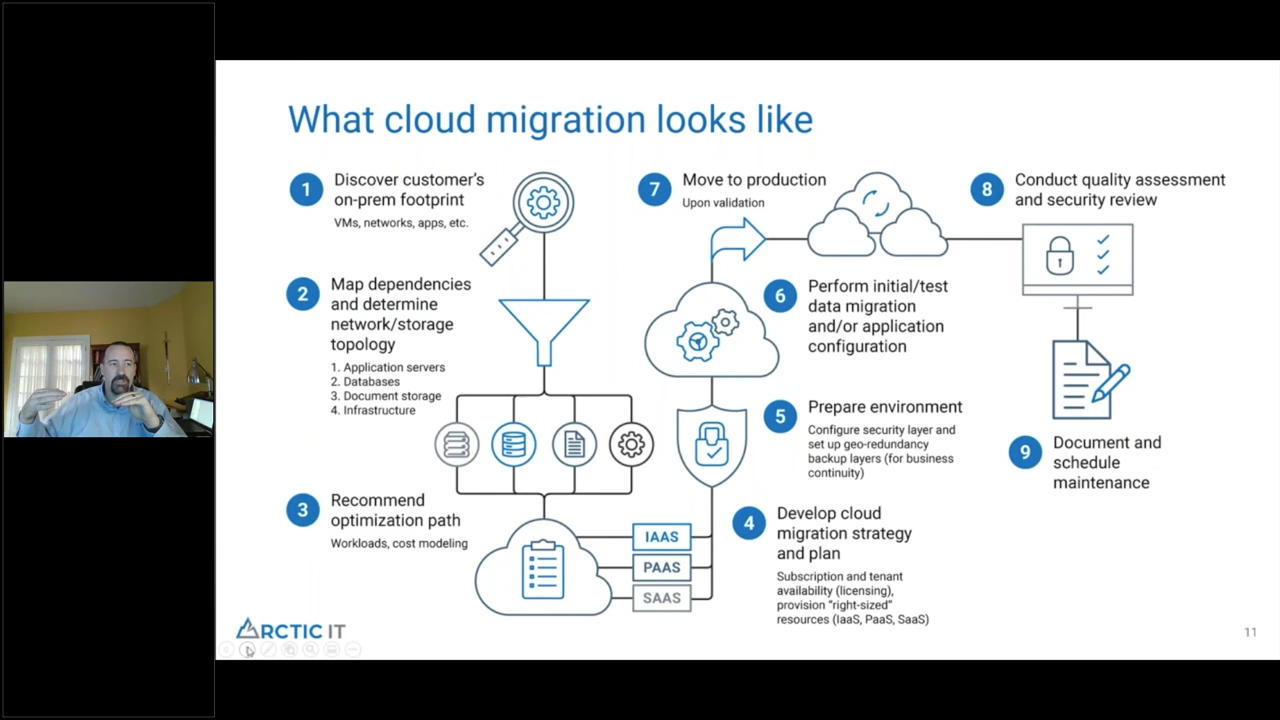 What cloud migration looks like
1
Discover customer's
on-prem footprint
VMs, networks, apps, etc.
2
Map dependencies
and determine
network/storage
topology
1. Application servers
2. Databases
3. Document storage
4. Infrastructure
3
Recommend
optimization path
Workloads, cost modeling
IAAS
PAAS
SAAS
4
Develop cloud
migration strategy
and plan
Subscription and tenant
availability (licensing),
provision "right-sized"
resources (IaaS, PaaS, SaaS)
5
Prepare environment
Configure security layer and
set up geo-redundancy
backup layers (for business
continuity)
6
Perform initial/test
data migration
and/or application
configuration
7
Move to production
Upon validation
8
Conduct quality assessment
and security review
9
Document and
schedule
maintenance
ARCTIC IT
11